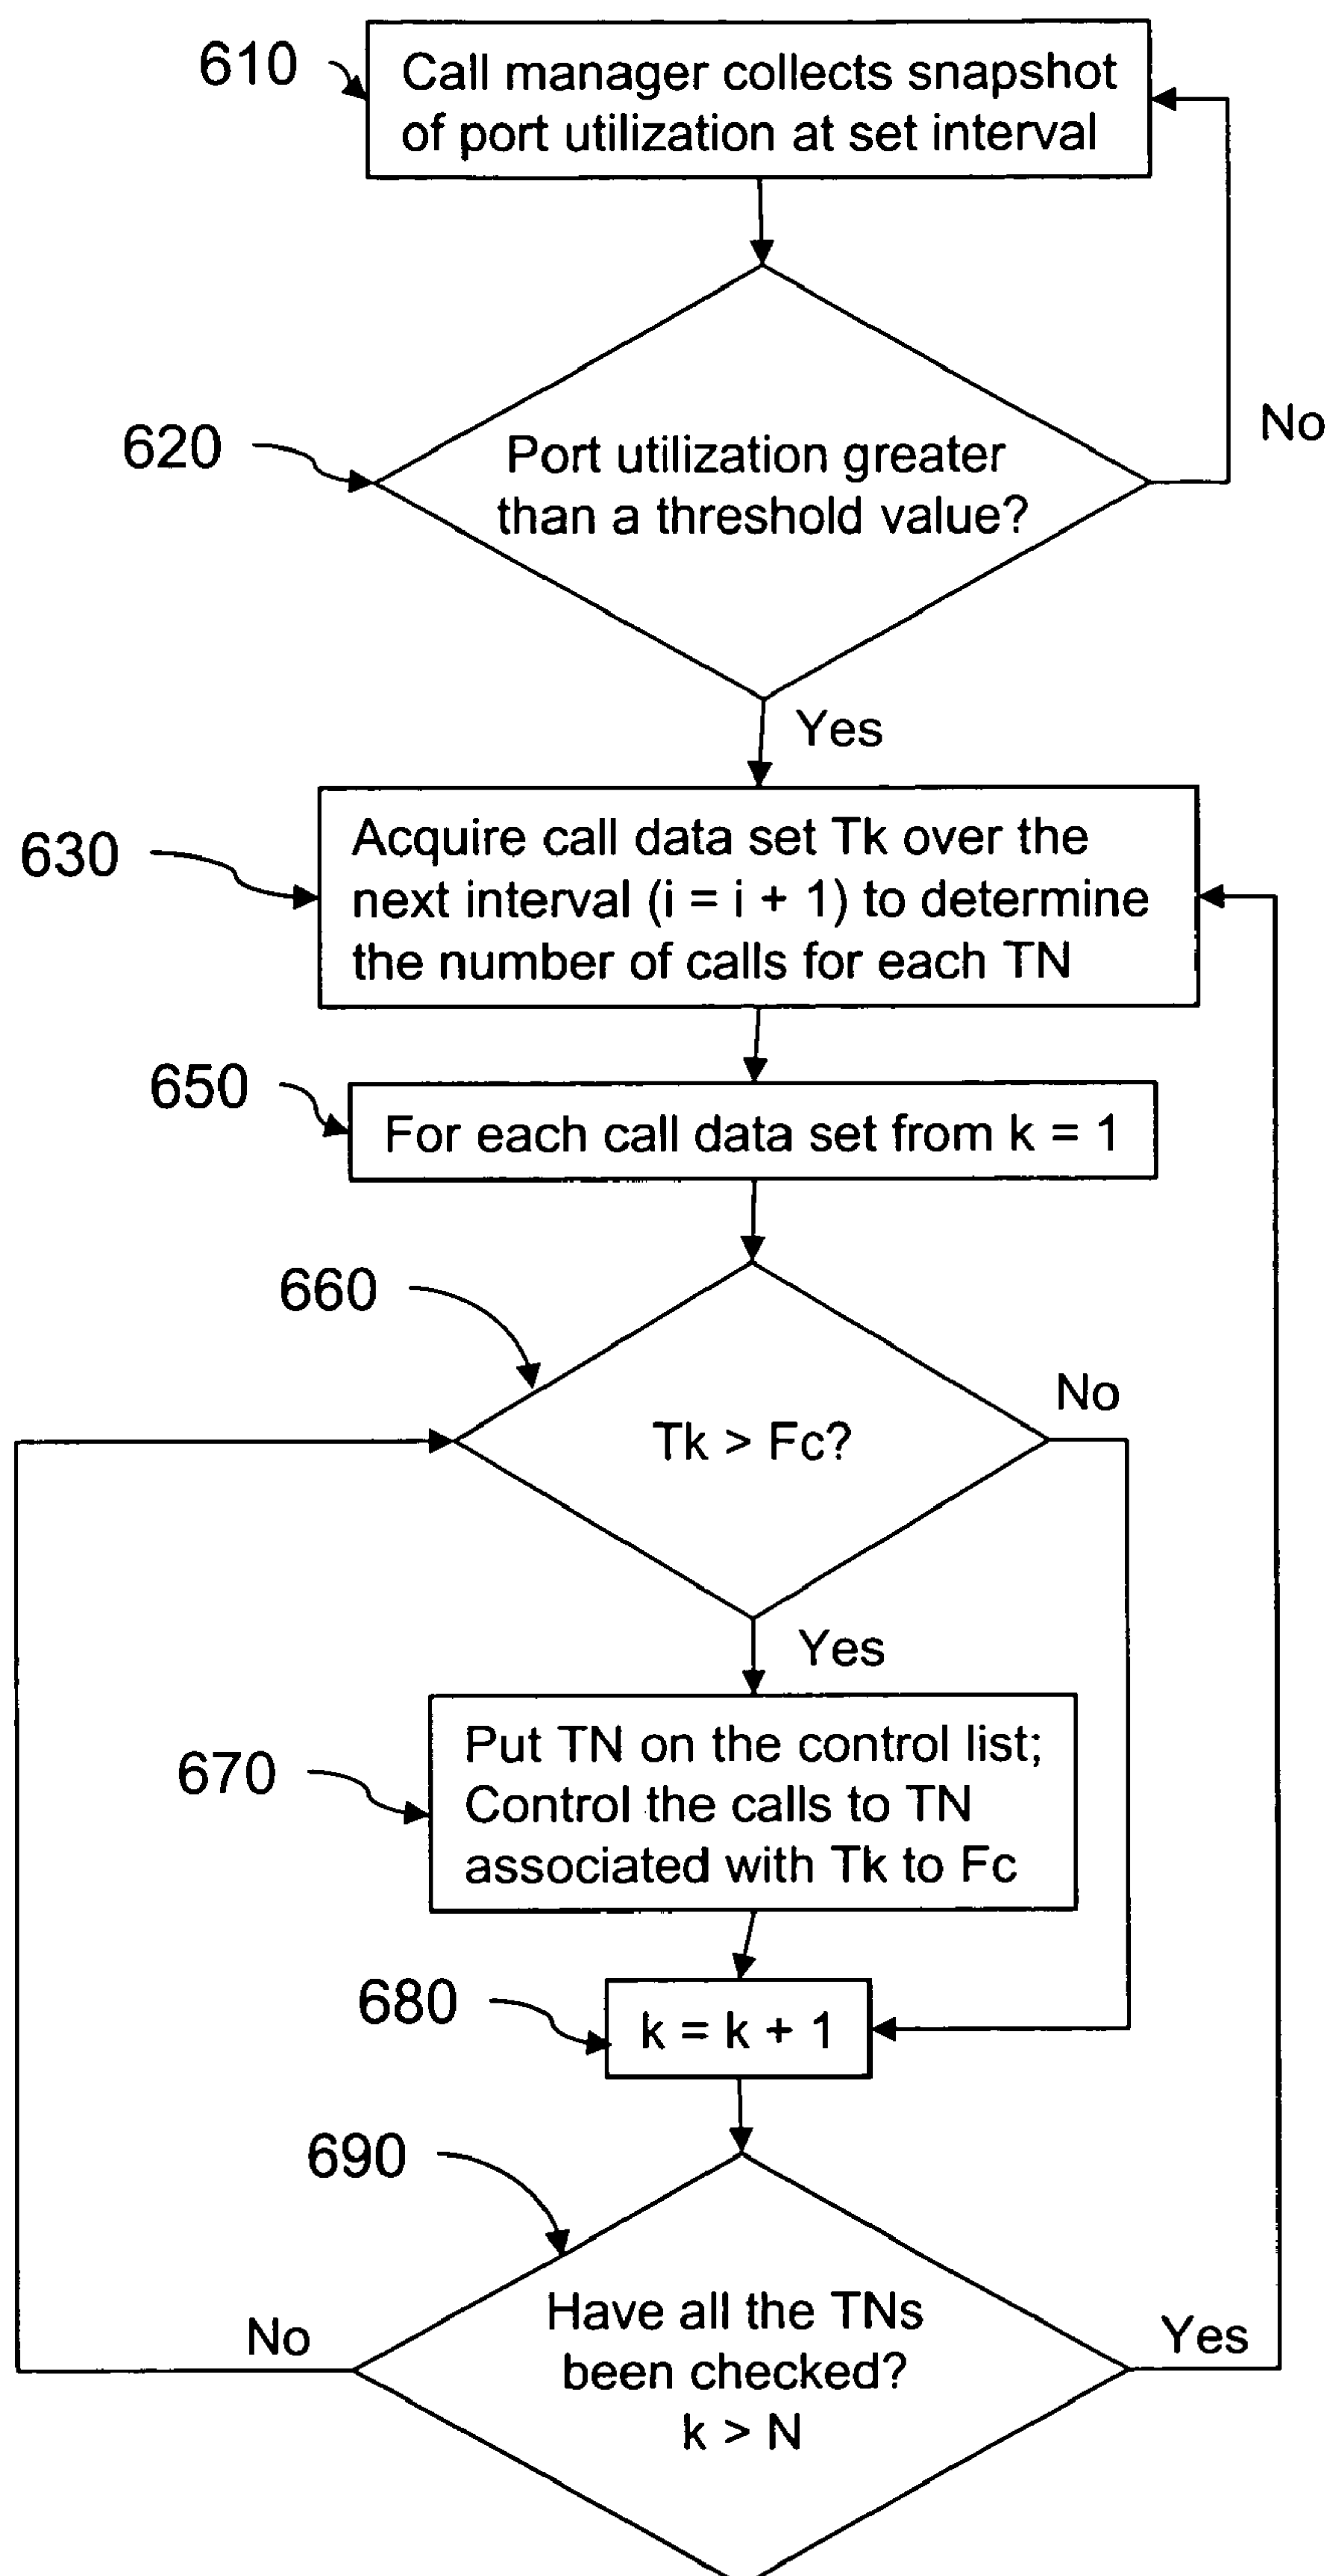 610
Call manager collects snapshot
of port utilization at set interval
620
Port utilization greater
than a threshold value?
No
Yes
630
Acquire call data set Tk over the
next interval (i = i + 1) to determine
the number of calls for each TN
650
For each call data set from k = 1
660
Tk > Fc?
No
Yes
670
Put TN on the control list;
Control the calls to TN
associated with Tk to Fc
680
k = k + 1
690
Have all the TNs
been checked?
k > N
No
Yes